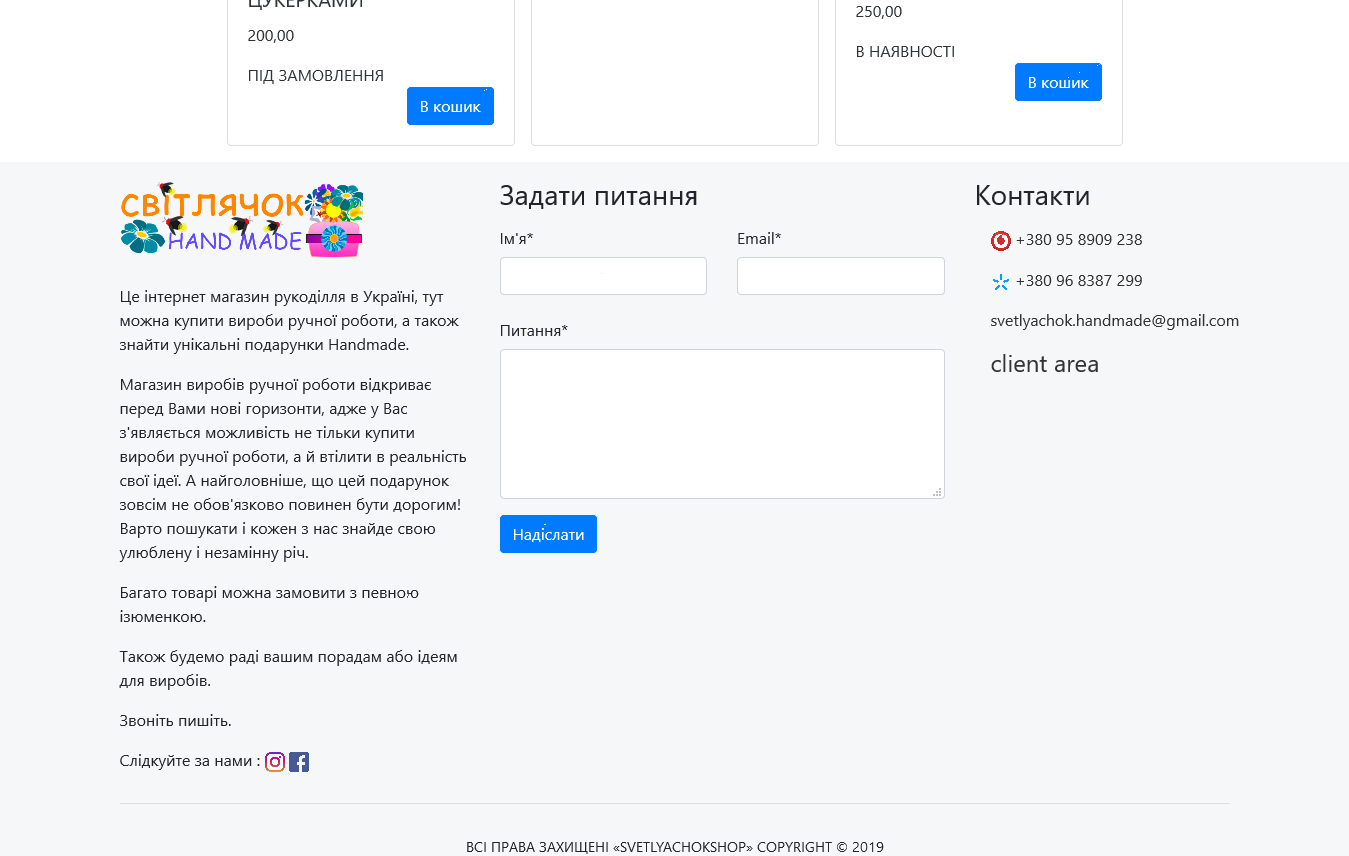 ЦУКЕРКАМИ
200,00
ПІД ЗАМОВЛЕННЯ
В кошик
250,00
В НАЯВНОСТІ
В кошик
СВІТЛЯЧОК
HAND MADE
Це інтернет магазин рукоділля в Україні, тут
можна купити вироби ручної роботи, а також
знайти унікальні подарунки Handmade.
Магазин виробів ручної роботи відкриває
перед Вами нові горизонти, адже у Вас
з'являється можливість не тільки купити
вироби ручної роботи, а й втілити в реальність
свої ідеї. А найголовніше, що цей подарунок
зовсім не обов'язково повинен бути дорогим!
Варто пошукати і кожен з нас знайде свою
улюблену і незамінну річ.
Багато товарі можна замовити з певною
ізюменкою.
Також будемо раді вашим порадам або ідеям
для виробів.
Звоніть пишіть.
Слідкуйте за нами :
Задати питання
Ім'я*
Email*
Питання*
Надіслати
Контакти
+380 95 8909 238
+380 96 8387 299
svetlyachok.handmade@gmail.com
client area
ВСІ ПРАВА ЗАХИЩЕНІ «SVETLYACHOKSHOP» COPYRIGHT © 2019